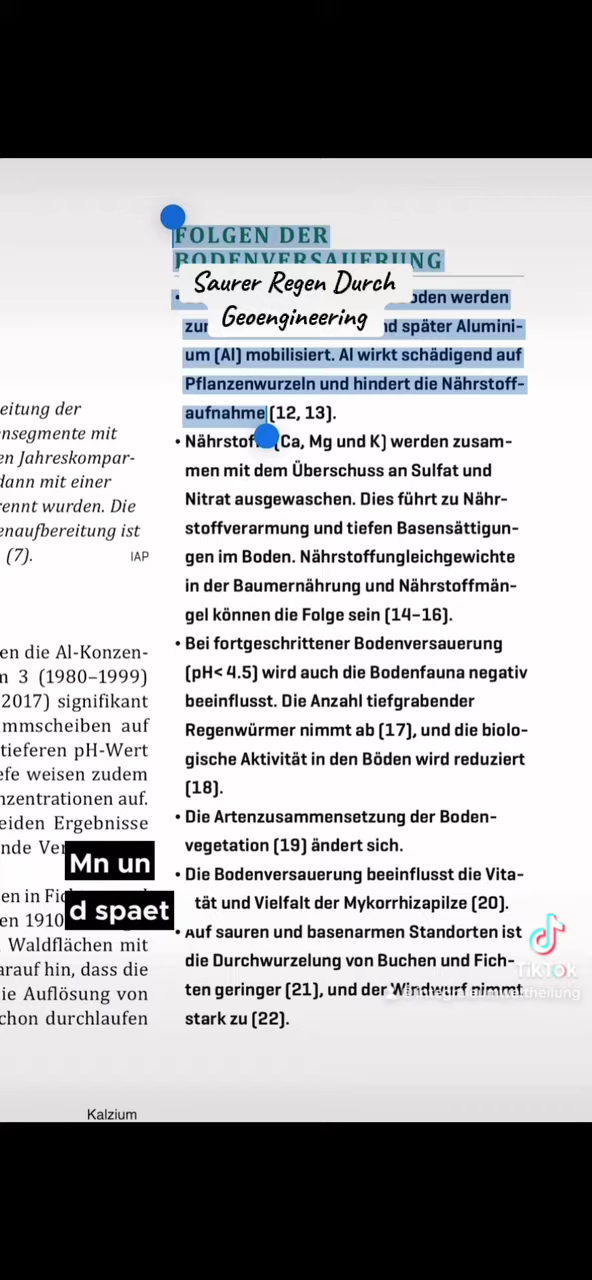 FOLGEN DER
BODENVERSAUERUNG
Saurer Regen Durch
Geoengineering
oden werden
zu
d später Alumini-
um (Al) mobilisiert. Al wirkt schädigend auf
Pflanzenwurzeln und hindert die Nährstoff-
aufnahme (12, 13).
• Nährstof (Ca, Mg und K) werden zusam-
men mit dem Überschuss an Sulfat und
Nitrat ausgewaschen. Dies führt zu Nähr-
stoffverarmung und tiefen Basensättigun-
gen im Boden. Nährstoffungleichgewichte
in der Baumernährung und Nährstoffmän-
gel können die Folge sein (14–16).
• Bei fortgeschrittener Bodenversauerung
(pH< 4.5) wird auch die Bodenfauna negativ
beeinflusst. Die Anzahl tiefgrabender
Regenwürmer nimmt ab (17), und die biolo-
gische Aktivität in den Böden wird reduziert
(18).
• Die Artenzusammensetzung der Boden-
vegetation (19) ändert sich.
• Die Bodenversauerung beeinflusst die Vita-
tät und Vielfalt der Mykorrhizapilze (20).
• Auf sauren und basenarmen Standorten ist
die Durchwurzelung von Buchen und Fich-
ten geringer (21), und der Windwurf nimmt
stark zu (22).
eitung der
ensegmente mit
en Jahreskompar-
dann mit einer
rennt wurden. Die
enaufbereitung ist
(7).
IAP
en die Al-Konzen-
m 3 (1980–1999)
2017) signifikant
ammscheiben auf
tieferen pH-Wert
efe weisen zudem
nzentrationen auf.
eiden Ergebnisse
nde Ve
Mn un
d spaet
en in Fic
en 1910
Waldflächen mit
arauf hin, dass die
ie Auflösung von
chon durchlaufen
Kalzium
TikTok